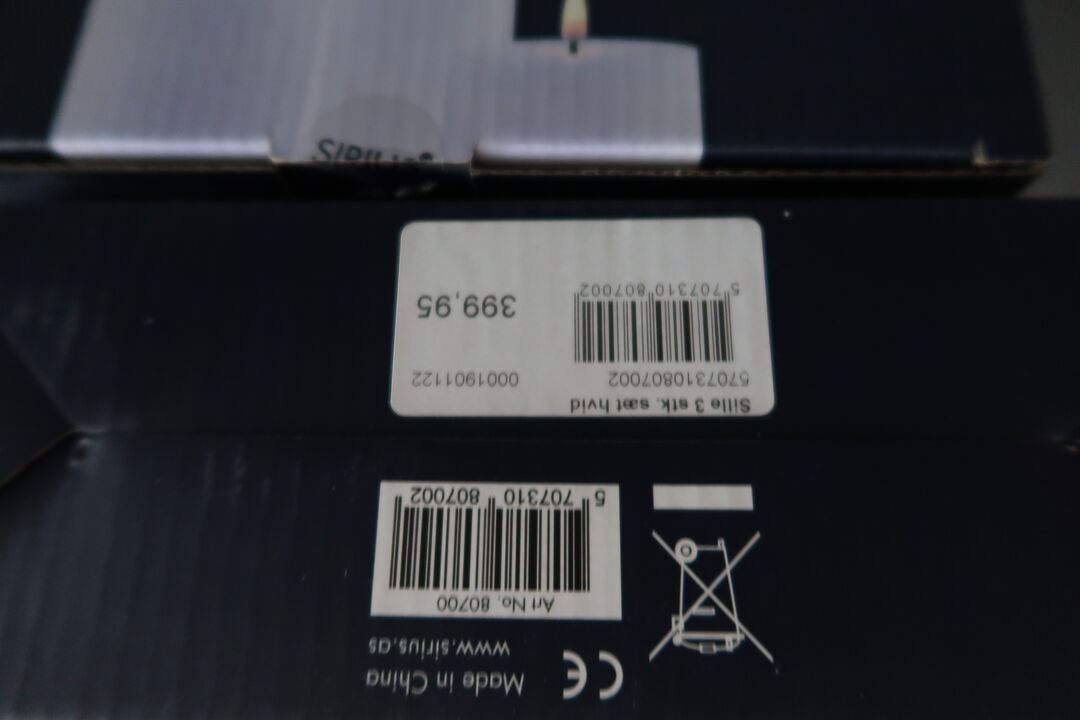 Made in China
www.sirius.as
CE
Art No. 80700
5 707310 807002
Sille 3 stk. sæt hvid
5707310807002
0001901122
5 707310 807002
399,95
SIRIUS